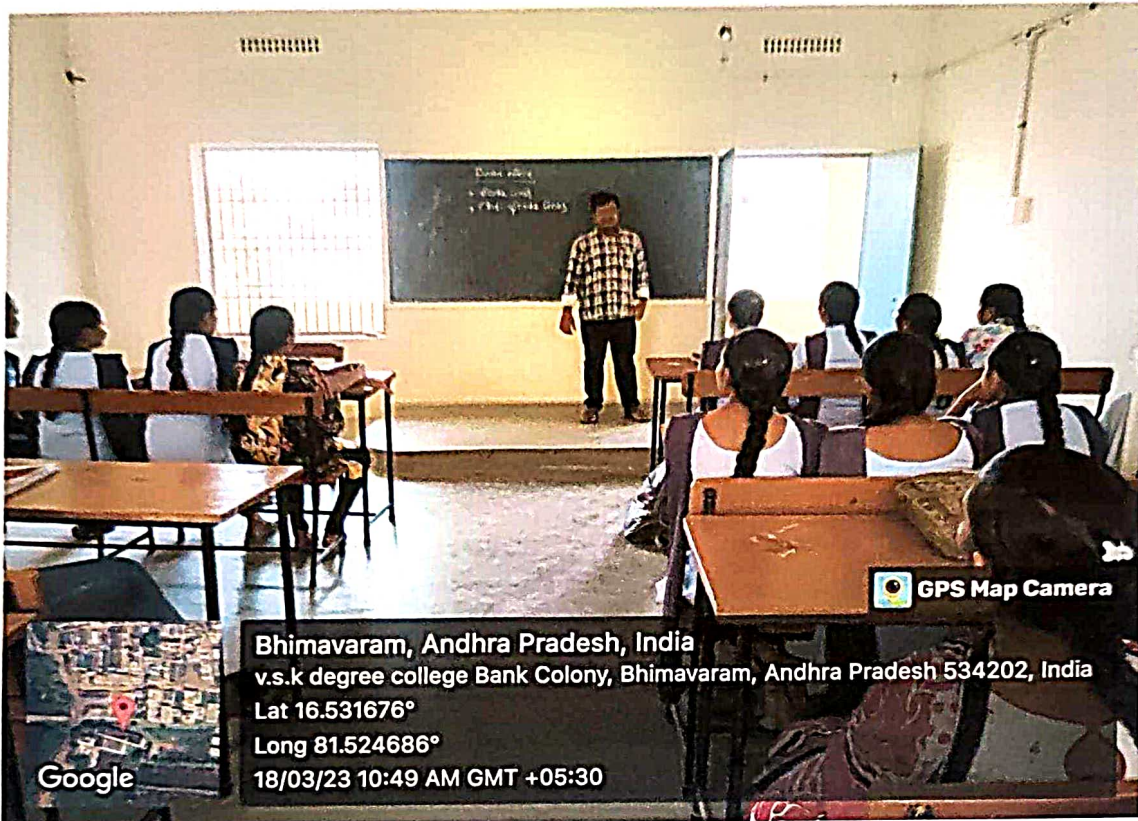 GPS Map Camera
Bhimavaram, Andhra Pradesh, India
v.s.k degree college Bank Colony, Bhimavaram, Andhra Pradesh 534202, India
Lat 16.531676°
Long 81.524686°
18/03/23 10:49 AM GMT +05:30
Google